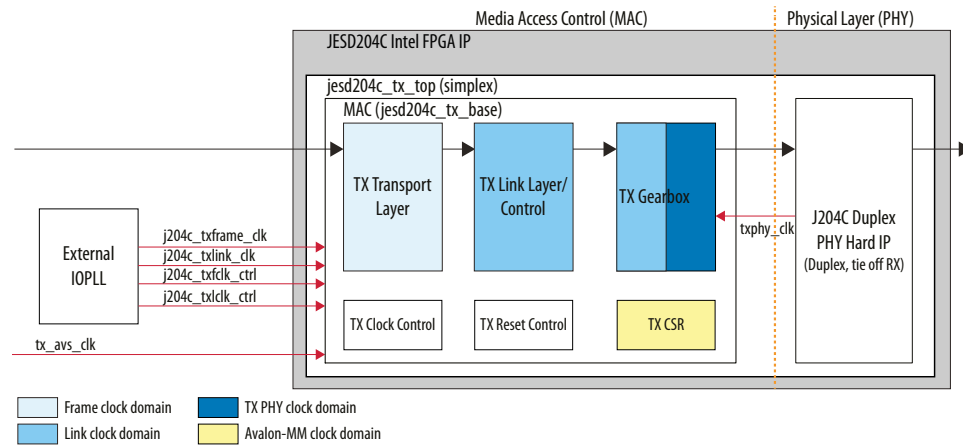 Media Access Control (MAC)
Physical Layer (PHY)
JESD204C Intel FPGA IP
jesd204c_tx_top (simplex)
MAC (jesd204c_tx_base)
TX Transport
Layer
TX Link Layer/
Control
TX Gearbox
txphy_clk
J204C Duplex
PHY Hard IP
(Duplex, tie off RX)
External
IOPLL
j204c_txframe_clk
j204c_txlink_clk
j204c_txfclk_ctrl
j204c_txlclk_ctrl
TX Clock Control
TX Reset Control
TX CSR
tx_avs_clk
Frame clock domain
TX PHY clock domain
Link clock domain
Avalon-MM clock domain